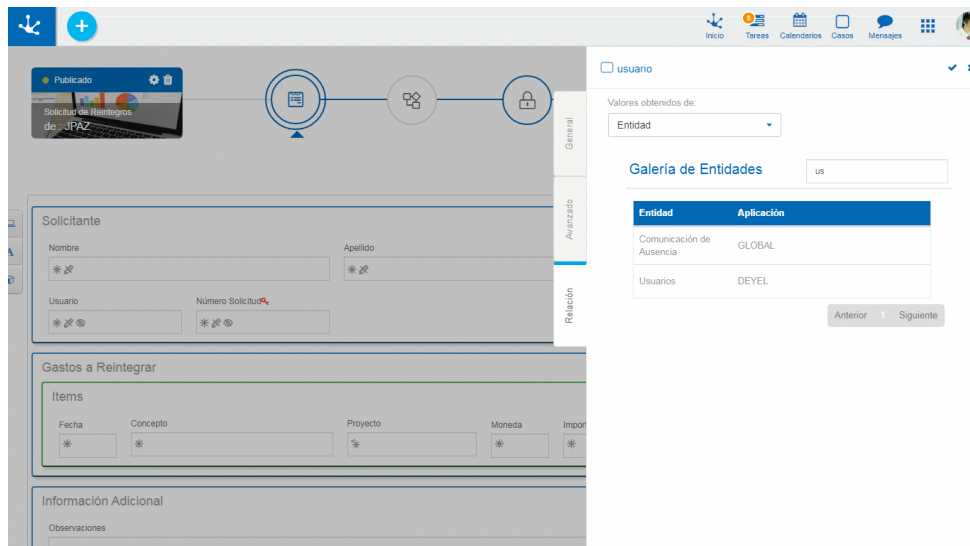 8
Inicio
Tareas
Calendarios
Casos
Mensajes
Publicado
Solicitud de Reintegros
de : JPAZ
General
Avanzado
Relación
Solicitante
Nombre
Apellido
Usuario
Número Solicitud
Gastos a Reintegrar
Items
Fecha
Concepto
Proyecto
Moneda
Import
Información Adicional
Observaciones
usuario
Valores obtenidos de:
Entidad
Galería de Entidades
us
Entidad Aplicación
Comunicación de
Ausencia
GLOBAL
Usuarios DEYEL
Anterior 1 Siguiente